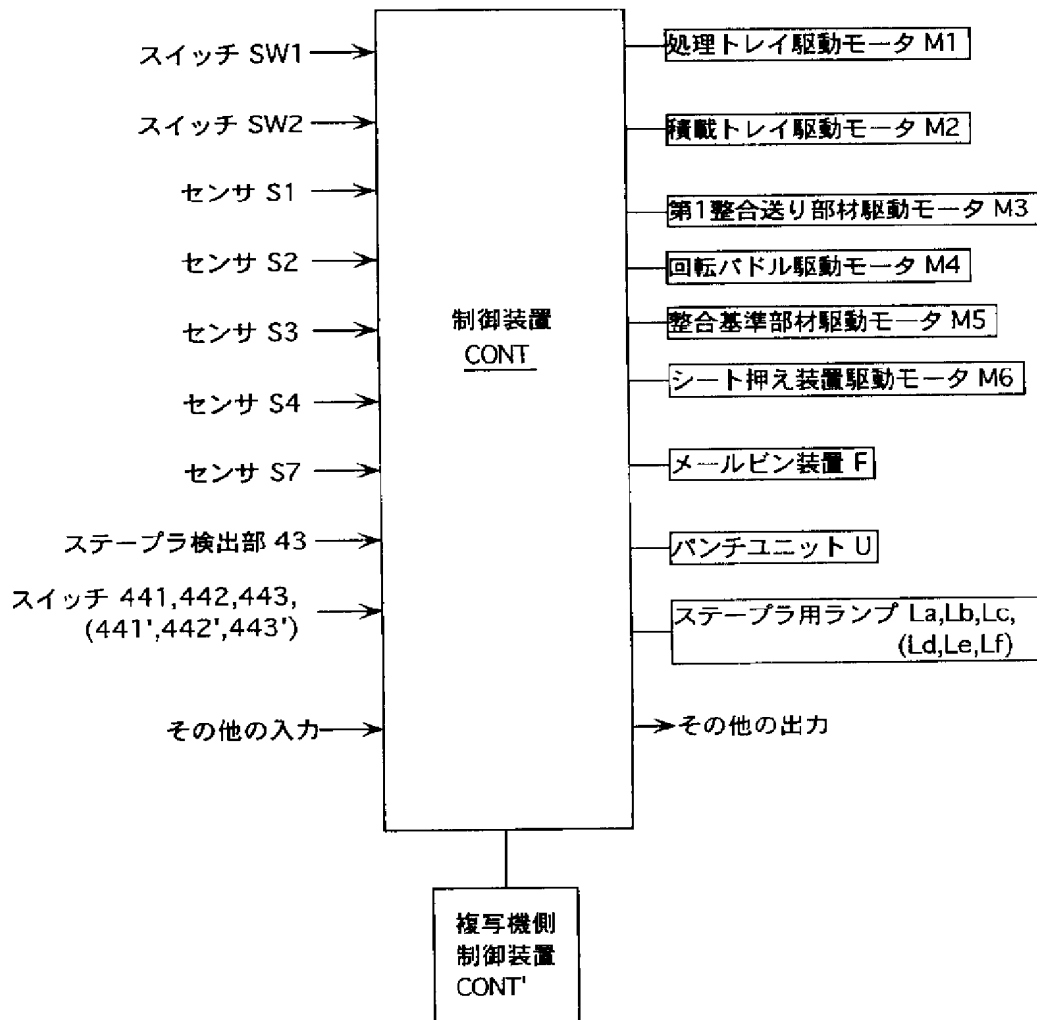 スイッチ SW1
スイッチ SW2
センサ S1
センサ S2
センサ S3
センサ S4
センサ S7
ステープラ検出部 43
スイッチ 441,442,443,
(441',442',443')
その他の入力
制御装置
CONT
処理トレイ駆動モータ M1
積載トレイ駆動モータ M2
第1整合送り部材駆動モータ M3
回転パドル駆動モータ M4
整合基準部材駆動モータ M5
シート押え装置駆動モータ M6
メールビン装置 F
パンチユニット U
ステープラ用ランプ La,Lb,Lc,
(Ld,Le,Lf)
その他の出力
複写機側
制御装置
CONT'